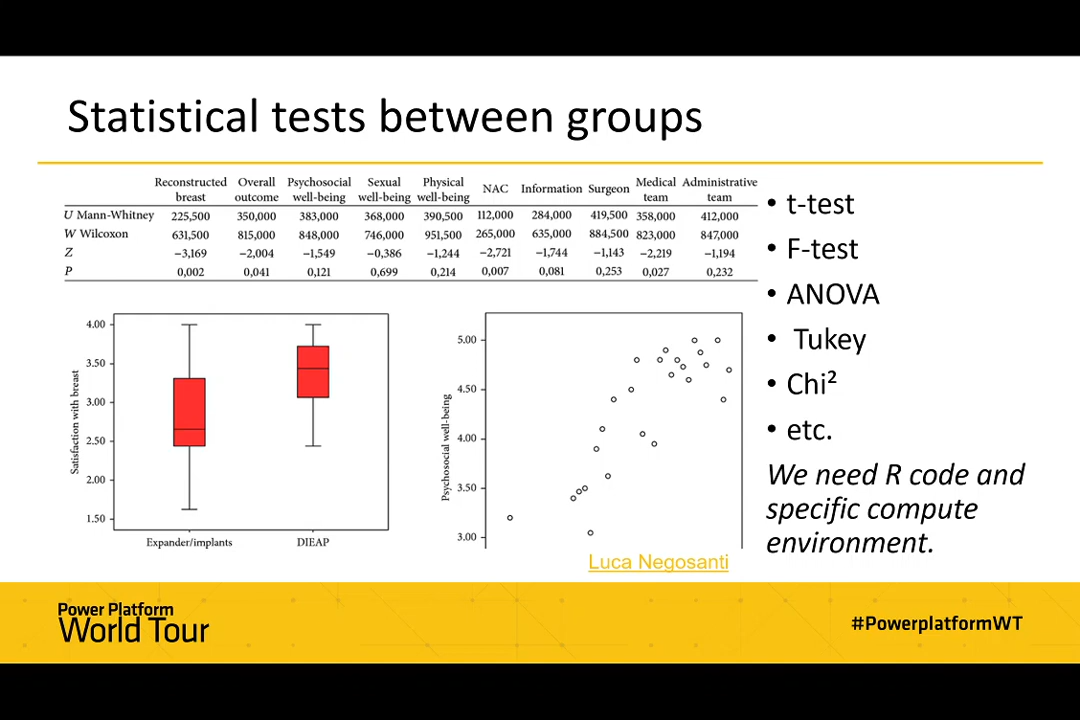 Statistical tests between groups
Reconstructed breast Overall outcome Psychosocial well-being Sexual well-being Physical well-being NAC Information Surgeon Medical team Administrative team
U Mann-Whitney 225,500 350,000 383,000 368,000 390,500 112,000 284,000 419,500 358,000 412,000
W Wilcoxon 631,500 815,000 848,000 746,000 951,500 265,000 635,000 884,500 823,000 847,000
Z −3,169 −2,004 −1,549 −0,386 −1,244 −2,721 −1,744 −1,143 −2,219 −1,194
P 0,002 0,041 0,121 0,699 0,214 0,007 0,081 0,253 0,027 0,232
Satisfaction with breast
4.00
3.50
3.00
2.50
2.00
1.50
Expander/implants DIEAP
Psychosocial well-being
5.00
4.50
4.00
3.50
3.00
Luca Negosanti
• t-test
• F-test
• ANOVA
• Tukey
• Chi²
• etc.
We need R code and
specific compute
environment.
Power Platform
World Tour
#PowerplatformWT